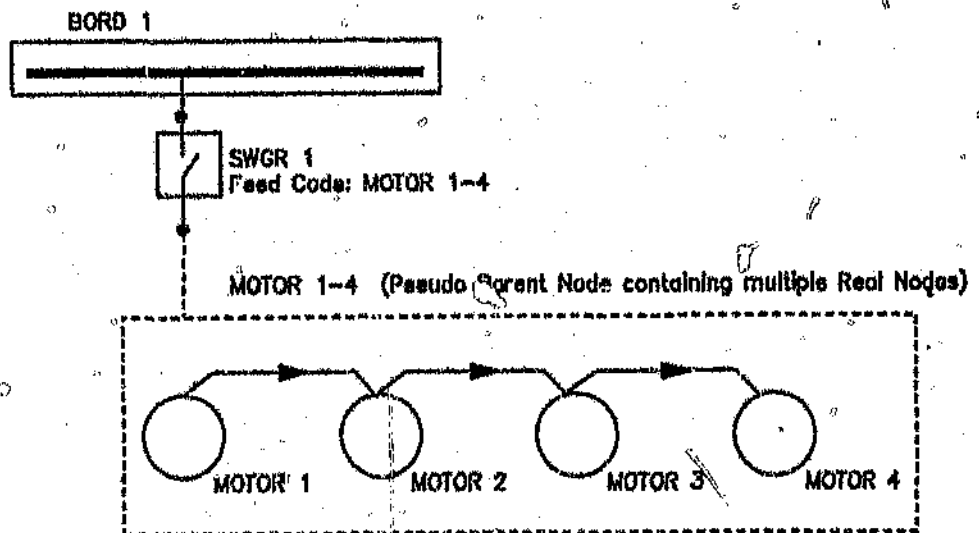 BORD 1
SWGR 1
Feed Code: MOTOR 1-4
MOTOR 1-4 (Pseudo Parent Node containing multiple Real Nodes)
MOTOR 1 MOTOR 2 MOTOR 3 MOTOR 4